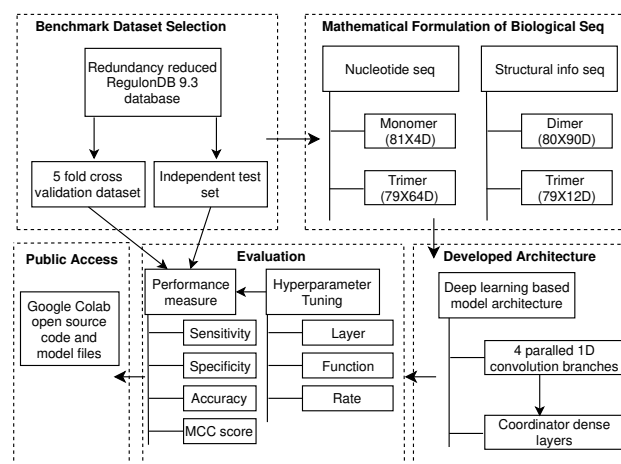 Benchmark Dataset Selection
Redundancy reduced
RegulonDB 9.3
database
5 fold cross
validation dataset
Independent test
set
Mathematical Formulation of Biological Seq
Nucleotide seq
Monomer
(81X4D)
Trimer
(79X64D)
Structural info seq
Dimer
(80X90D)
Trimer
(79X12D)
Public Access
Google Colab
open source
code and
model files
Evaluation
Performance
measure
Sensitivity
Specificity
Accuracy
MCC score
Hyperparameter
Tuning
Layer
Function
Rate
Developed Architecture
Deep learning based
model architecture
4 paralled 1D
convolution branches
Coordinator dense
layers